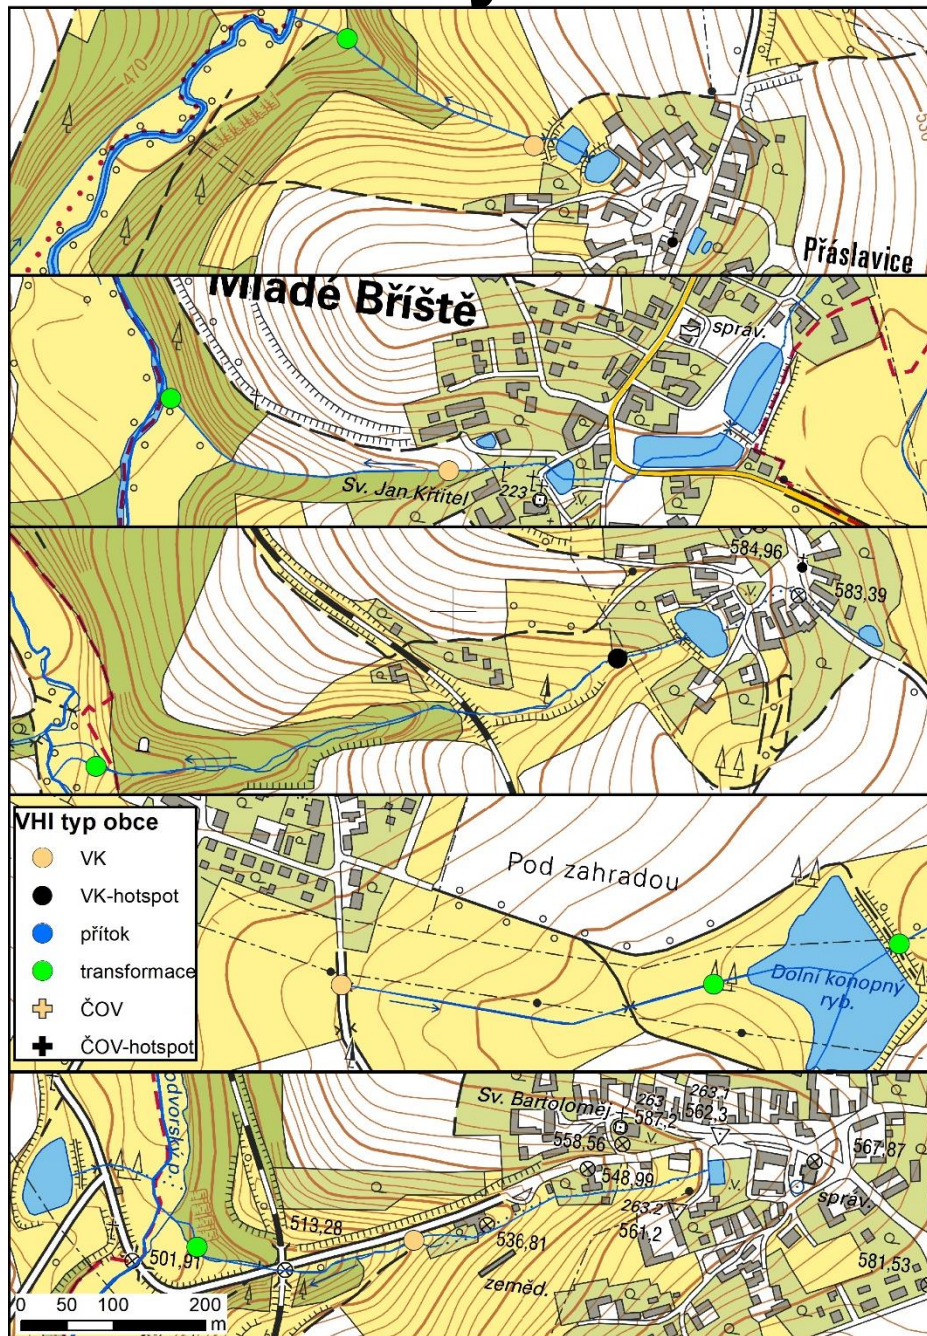 470
530
Přáslavice
Mladé Bříště
správ.
Sv. Jan Křtitel
223
584,96
583,39
VHI typ obce
VK
VK-hotspot
přítok
transformace
ČOV
ČOV-hotspot
Pod zahradou
Dolní konopný
ryb.
Sv. Bartoloměj
263
263,1
587,2
562,3
558,56
548,99
567,87
263.2
561,2
správ.
513,28
536,81
501,91
zeměd.
581,53
0 50 100 200
m